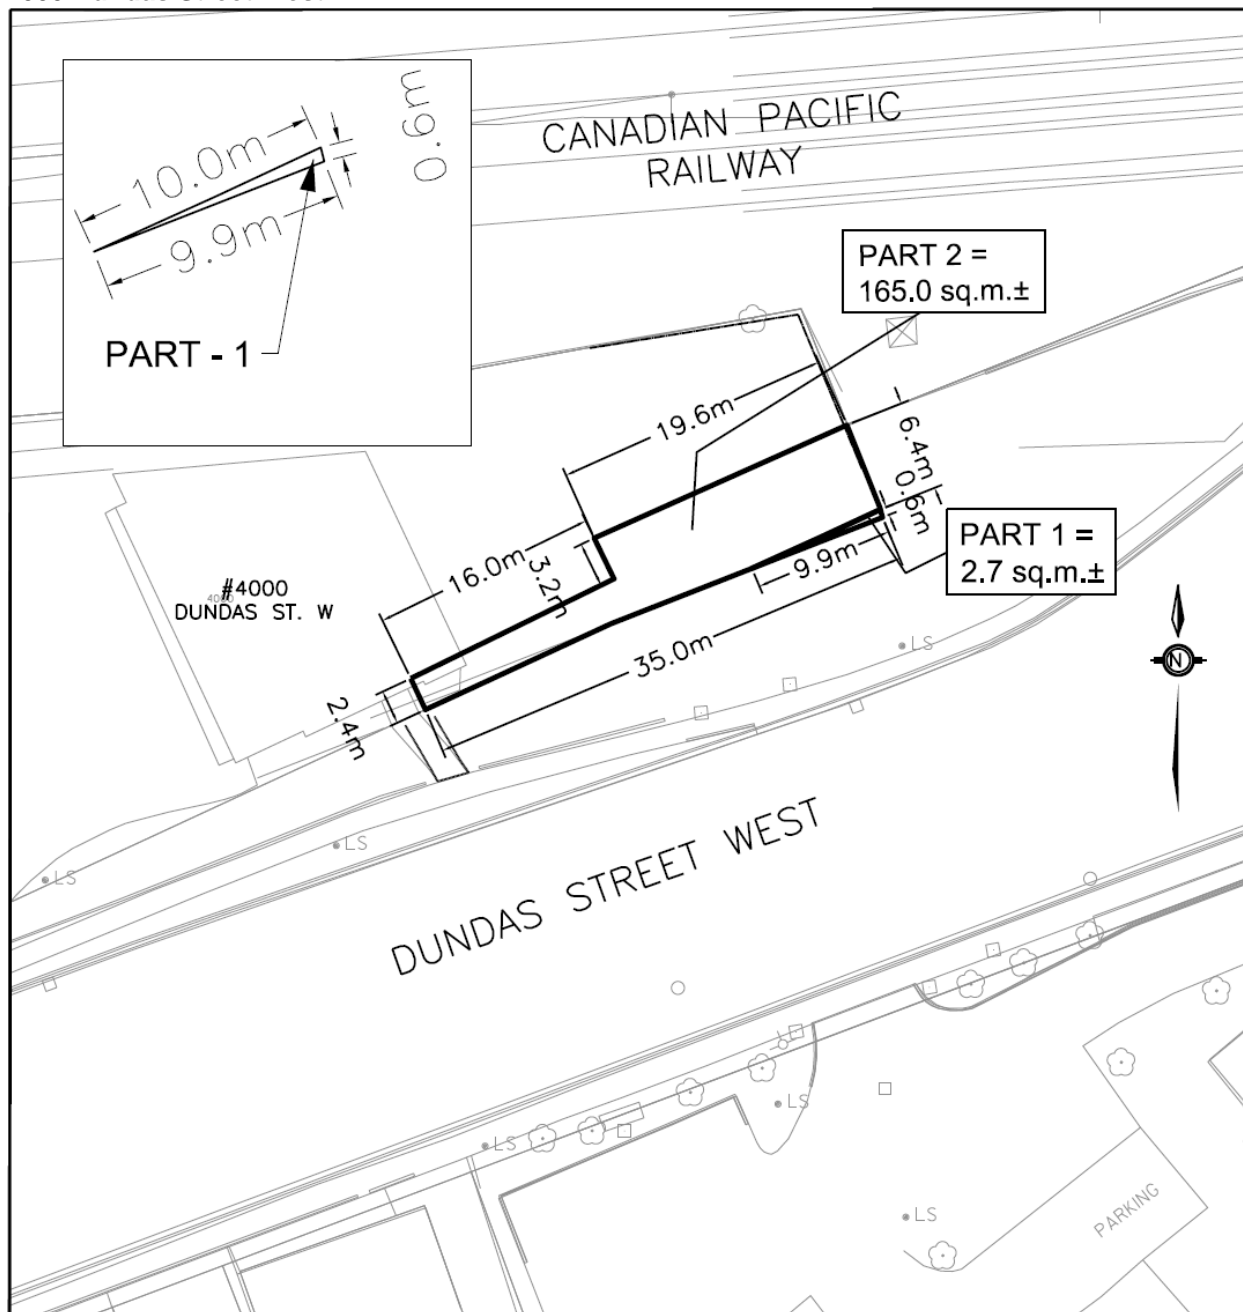 CANADIAN PACIFIC
RAILWAY
10.0m
0.9m
9.9m
PART - 1
PART 2 =
165.0 sq.m.±
19.6m
6.4m
0.6m
16.0m
3.2m
9.9m
PART 1 =
2.7 sq.m.±
#4000
4000
DUNDAS ST. W
35.0m
2.4m
LS
N
LS
LS
DUNDAS STREET WEST
LS
LS
LS
PARKING